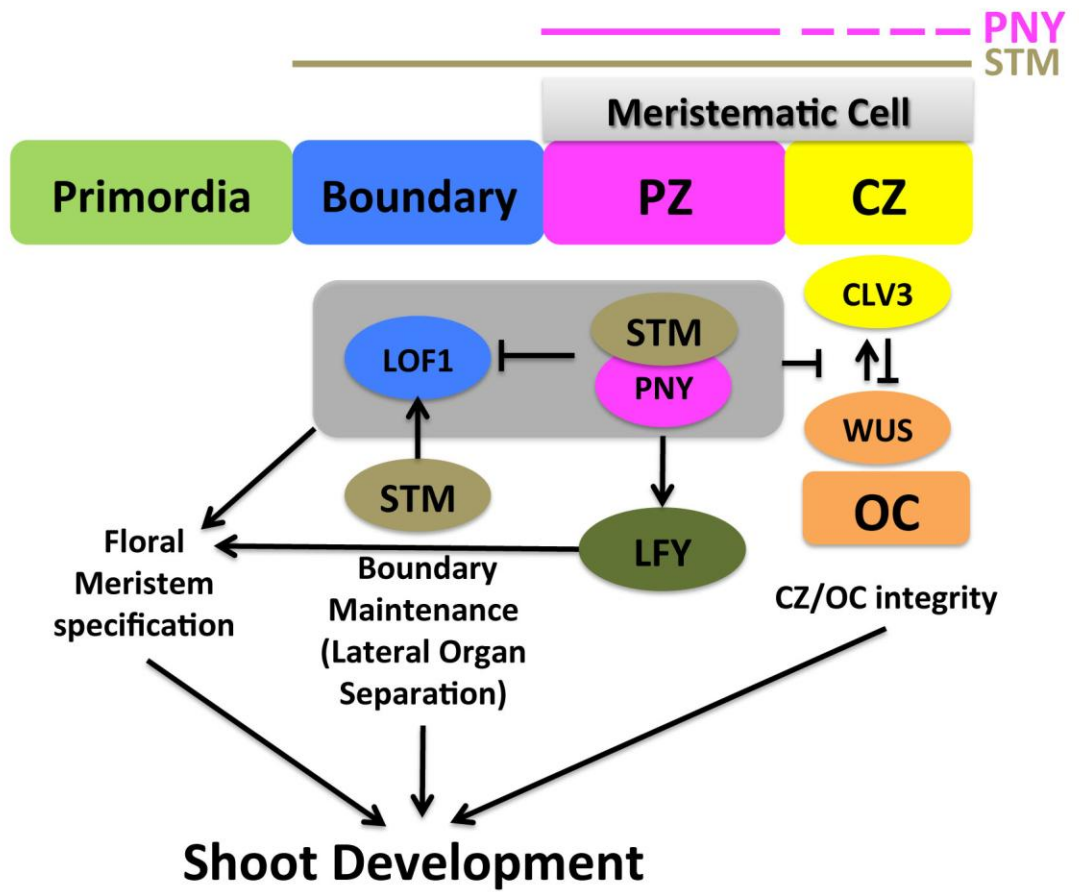 PNY
STM
Meristematic Cell
Primordia
Boundary
PZ
CZ
CLV3
STM
LOF1
PNY
WUS
STM
OC
LFY
Floral
Meristem
specification
Boundary
Maintenance
(Lateral Organ
Separation)
CZ/OC integrity
Shoot Development